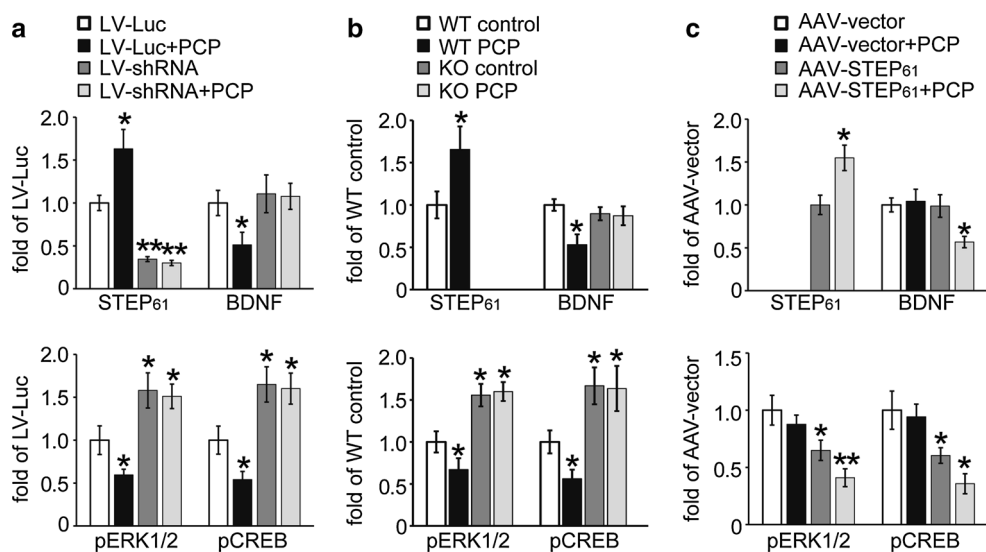 a
LV-Luc
LV-Luc+PCP
LV-shRNA
LV-shRNA+PCP
fold of LV-Luc
2.0
1.5
1.0
0.5
0
*
**
**
*
STEP61
BDNF
fold of LV-Luc
2.0
1.5
1.0
0.5
0
*
*
*
*
*
*
pERK1/2
pCREB
b
WT control
WT PCP
KO control
KO PCP
fold of WT control
2.0
1.5
1.0
0.5
0
*
*
STEP61
BDNF
fold of WT control
2.0
1.5
1.0
0.5
0
*
*
*
*
*
*
pERK1/2
pCREB
c
AAV-vector
AAV-vector+PCP
AAV-STEP61
AAV-STEP61+PCP
fold of AAV-vector
2.0
1.5
1.0
0.5
0
*
*
STEP61
BDNF
fold of AAV-vector
1.5
1.0
0.5
0
*
**
*
*
pERK1/2
pCREB